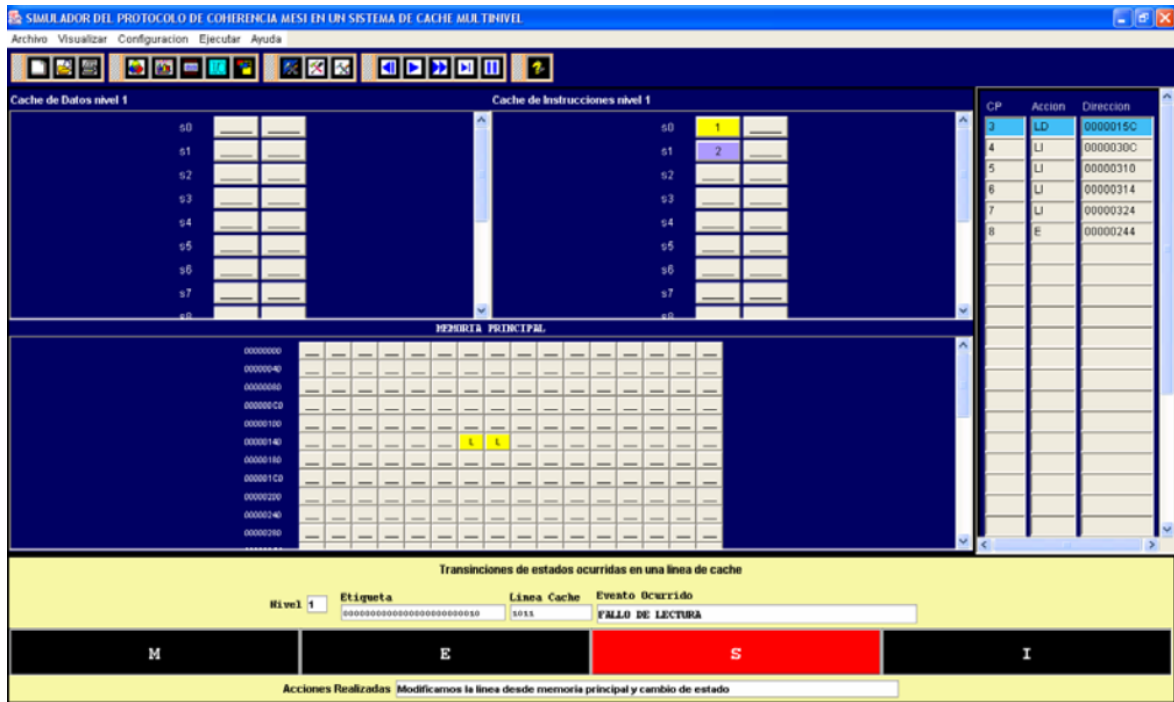 SIMULADOR DEL PROTOCOLO DE COHERENCIA MESI EN UN SISTEMA DE CACHE MULTINIVEL
Archivo Visualizar Configuracion Ejecutar Ayuda
Cache de Datos nivel 1
Cache de Instrucciones nivel 1
CP Accion Direccion
s0
s1
s2
s3
s4
s5
s6
s7
s0 1
s1 2
s2
s3
s4
s5
s6
s7
3 LD 0000015C
4 LI 0000030C
5 LI 00000310
6 LI 00000314
7 LI 00000324
8 E 00000244
MEMORIA PRINCIPAL
00000000
00000040
00000080
000000C0
00000100
00000140 L L
00000180
000001C0
00000200
00000240
00000280
Transinciones de estados ocurridas en una linea de cache
Nivel 1
Etiqueta
Linea Cache 1011
Evento Ocurrido
FALLO DE LECTURA
M E S I
Acciones Realizadas Modificamos la linea desde memoria principal y cambio de estado